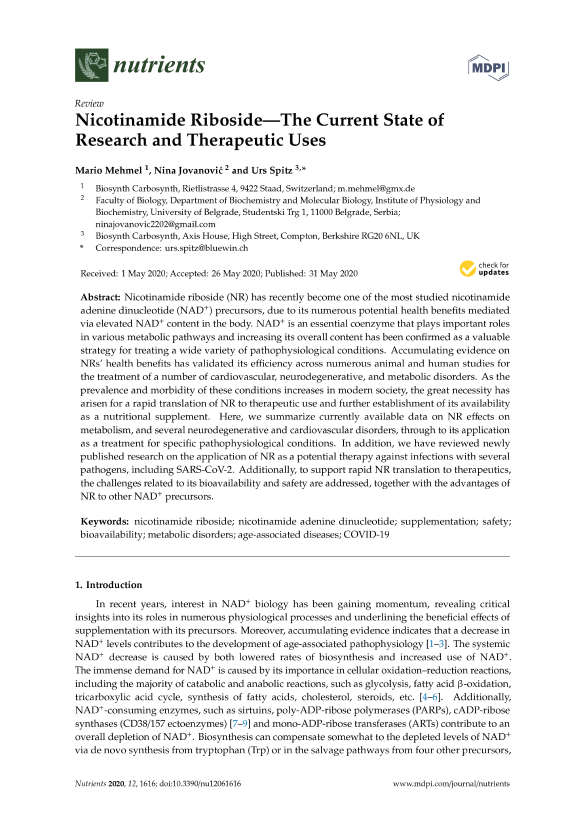 nutrients
MDPI
Review
Nicotinamide Riboside—The Current State of
Research and Therapeutic Uses
Mario Mehmel 1, Nina Jovanović 2 and Urs Spitz 3,*
1 Biosynth Carbosynth, Rietlistrasse 4, 9422 Staad, Switzerland; m.mehmel@gmx.de
2 Faculty of Biology, Department of Biochemistry and Molecular Biology, Institute of Physiology and
Biochemistry, University of Belgrade, Studentski Trg 1, 11000 Belgrade, Serbia;
ninajovanovic2202@gmail.com
3 Biosynth Carbosynth, Axis House, High Street, Compton, Berkshire RG20 6NL, UK
* Correspondence: urs.spitz@bluewin.ch
Received: 1 May 2020; Accepted: 26 May 2020; Published: 31 May 2020
check for
updates
Abstract: Nicotinamide riboside (NR) has recently become one of the most studied nicotinamide
adenine dinucleotide (NAD+) precursors, due to its numerous potential health benefits mediated
via elevated NAD+ content in the body. NAD+ is an essential coenzyme that plays important roles
in various metabolic pathways and increasing its overall content has been confirmed as a valuable
strategy for treating a wide variety of pathophysiological conditions. Accumulating evidence on
NRs' health benefits has validated its efficiency across numerous animal and human studies for
the treatment of a number of cardiovascular, neurodegenerative, and metabolic disorders. As the
prevalence and morbidity of these conditions increases in modern society, the great necessity has
arisen for a rapid translation of NR to therapeutic use and further establishment of its availability
as a nutritional supplement. Here, we summarize currently available data on NR effects on
metabolism, and several neurodegenerative and cardiovascular disorders, through to its application
as a treatment for specific pathophysiological conditions. In addition, we have reviewed newly
published research on the application of NR as a potential therapy against infections with several
pathogens, including SARS-CoV-2. Additionally, to support rapid NR translation to therapeutics,
the challenges related to its bioavailability and safety are addressed, together with the advantages of
NR to other NAD+ precursors.
Keywords: nicotinamide riboside; nicotinamide adenine dinucleotide; supplementation; safety;
bioavailability; metabolic disorders; age-associated diseases; COVID-19
1. Introduction
In recent years, interest in NAD+ biology has been gaining momentum, revealing critical
insights into its roles in numerous physiological processes and underlining the beneficial effects of
supplementation with its precursors. Moreover, accumulating evidence indicates that a decrease in
NAD+ levels contributes to the development of age-associated pathophysiology [1–3]. The systemic
NAD+ decrease is caused by both lowered rates of biosynthesis and increased use of NAD+.
The immense demand for NAD+ is caused by its importance in cellular oxidation–reduction reactions,
including the majority of catabolic and anabolic reactions, such as glycolysis, fatty acid β-oxidation,
tricarboxylic acid cycle, synthesis of fatty acids, cholesterol, steroids, etc. [4–6]. Additionally,
NAD+-consuming enzymes, such as sirtuins, poly-ADP-ribose polymerases (PARPs), cADP-ribose
synthases (CD38/157 ectoenzymes) [7–9] and mono-ADP-ribose transferases (ARTs) contribute to an
overall depletion of NAD+. Biosynthesis can compensate somewhat to the depleted levels of NAD+
via de novo synthesis from tryptophan (Trp) or in the salvage pathways from four other precursors,
Nutrients 2020, 12, 1616; doi:10.3390/nu12061616
www.mdpi.com/journal/nutrients